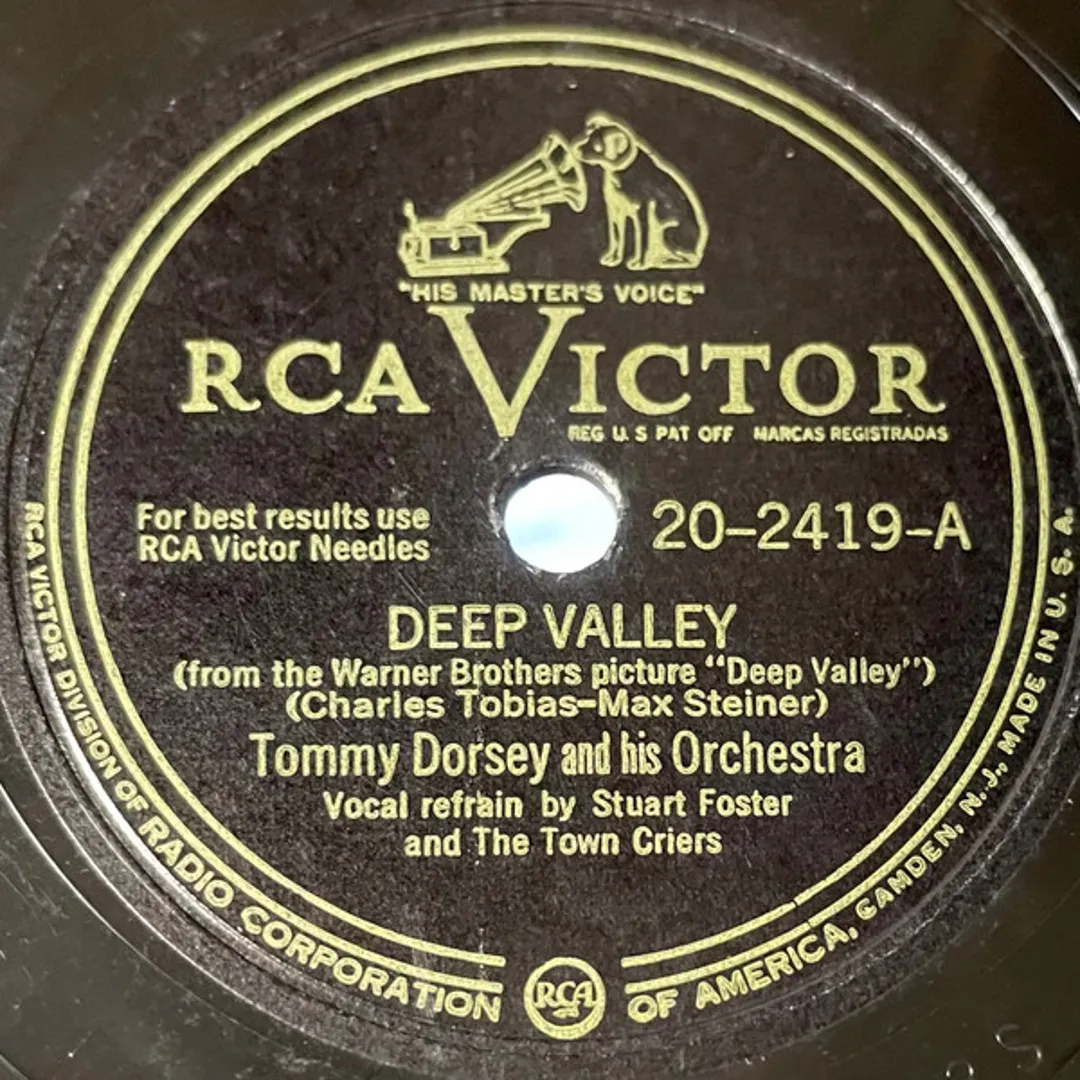 "HIS MASTER'S VOICE"
RCA VICTOR
REG U. S PAT OFF MARCAS REGISTRADAS
For best results use
RCA Victor Needles
20-2419-A
DEEP VALLEY
(from the Warner Brothers picture "Deep Valley")
(Charles Tobias-Max Steiner)
Tommy Dorsey and his Orchestra
Vocal refrain by Stuart Foster
and The Town Criers
RCA VICTOR DIVISION OF RADIO CORPORATION OF AMERICA, CAMDEN, N. J., MADE IN U. S. A.
RCA